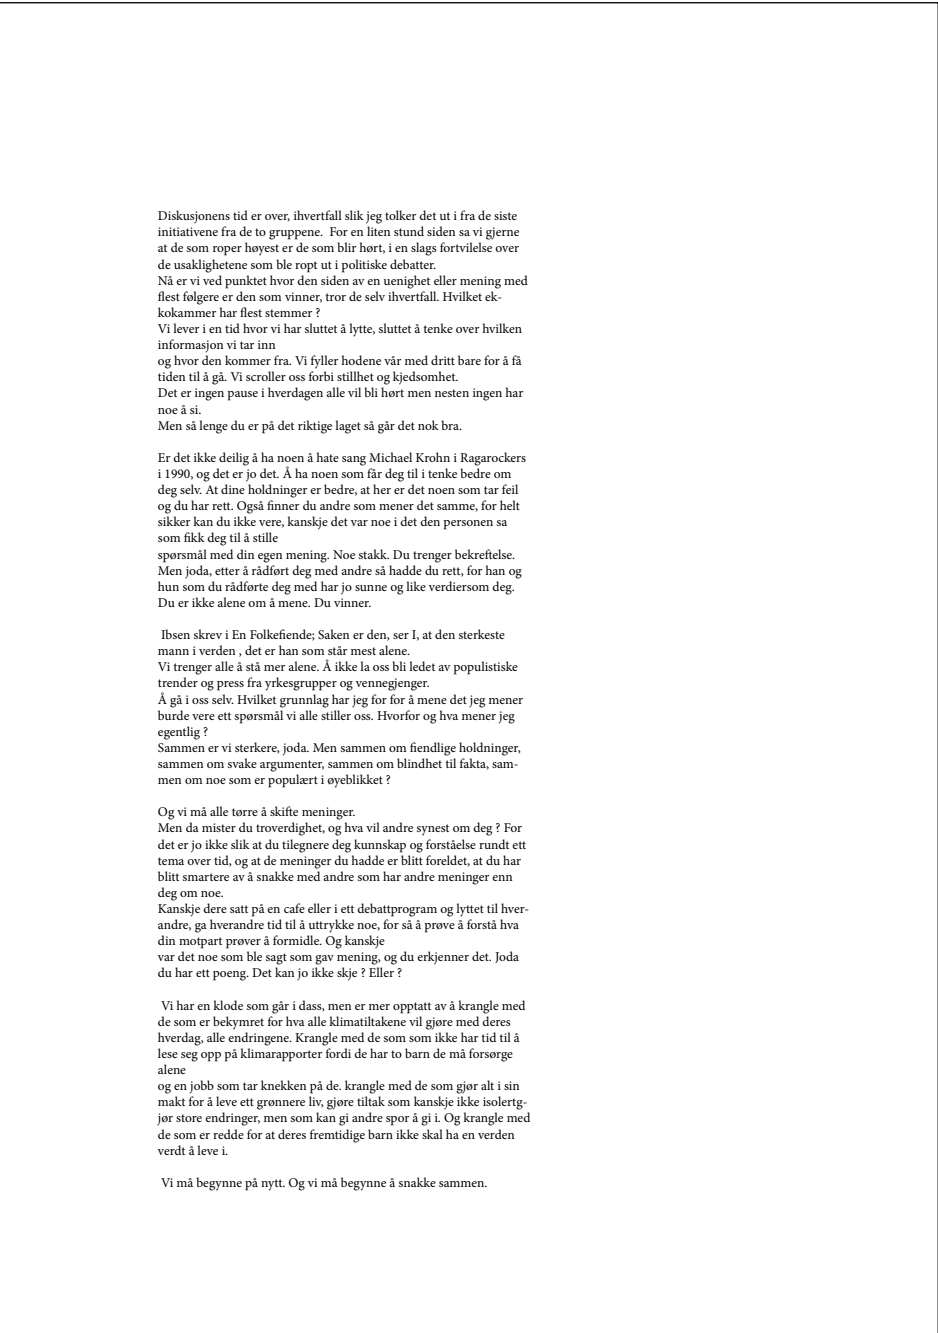 Diskusjonens tid er over, ihvertfall slik jeg tolker det ut i fra de siste
initiativene fra de to gruppene.  For en liten stund siden sa vi gjerne
at de som roper høyest er de som blir hørt, i en slags fortvilelse over
de usaklighetene som ble ropt ut i politiske debatter.
Nå er vi ved punktet hvor den siden av en uenighet eller mening med
flest følgere er den som vinner, tror de selv ihvertfall. Hvilket ek-
kokammer har flest stemmer ?
Vi lever i en tid hvor vi har sluttet å lytte, sluttet å tenke over hvilken
informasjon vi tar inn
og hvor den kommer fra. Vi fyller hodene vår med dritt bare for å få
tiden til å gå. Vi scroller oss forbi stillhet og kjedsomhet.
Det er ingen pause i hverdagen alle vil bli hørt men nesten ingen har
noe å si.
Men så lenge du er på det riktige laget så går det nok bra.

Er det ikke deilig å ha noen å hate sang Michael Krohn i Ragarockers
i 1990, og det er jo det. Å ha noen som får deg til i tenke bedre om
deg selv. At dine holdninger er bedre, at her er det noen som tar feil
og du har rett. Også finner du andre som mener det samme, for helt
sikker kan du ikke vere, kanskje det var noe i det den personen sa
som fikk deg til å stille
spørsmål med din egen mening. Noe stakk. Du trenger bekreftelse.
Men joda, etter å rådført deg med andre så hadde du rett, for han og
hun som du rådførte deg med har jo sunne og like verdiersom deg.
Du er ikke alene om å mene. Du vinner.

Ibsen skrev i En Folkefiende; Saken er den, ser I, at den sterkeste
mann i verden , det er han som står mest alene.
Vi trenger alle å stå mer alene. Å ikke la oss bli ledet av populistiske
trender og press fra yrkesgrupper og vennegjenger.
Å gå i oss selv. Hvilket grunnlag har jeg for for å mene det jeg mener
burde vere ett spørsmål vi alle stiller oss. Hvorfor og hva mener jeg
egentlig ?
Sammen er vi sterkere, joda. Men sammen om fiendlige holdninger,
sammen om svake argumenter, sammen om blindhet til fakta, sam-
men om noe som er populært i øyeblikket ?

Og vi må alle tørre å skifte meninger.
Men da mister du troverdighet, og hva vil andre synest om deg ? For
det er jo ikke slik at du tilegnere deg kunnskap og forståelse rundt ett
tema over tid, og at de meninger du hadde er blitt foreldet, at du har
blitt smartere av å snakke med andre som har andre meninger enn
deg om noe.
Kanskje dere satt på en cafe eller i ett debattprogram og lyttet til hver-
andre, ga hverandre tid til å uttrykke noe, for så å prøve å forstå hva
din motpart prøver å formidle. Og kanskje
var det noe som ble sagt som gav mening, og du erkjenner det. Joda
du har ett poeng. Det kan jo ikke skje ? Eller ?

Vi har en klode som går i dass, men er mer opptatt av å krangle med
de som er bekymret for hva alle klimatiltakene vil gjøre med deres
hverdag, alle endringene. Krangle med de som som ikke har tid til å
lese seg opp på klimarapporter fordi de har to barn de må forsørge
alene
og en jobb som tar knekken på de. krangle med de som gjør alt i sin
makt for å leve ett grønnere liv, gjøre tiltak som kanskje ikke isolertg-
jør store endringer, men som kan gi andre spor å gi i. Og krangle med
de som er redde for at deres fremtidige barn ikke skal ha en verden
verdt å leve i.

Vi må begynne på nytt. Og vi må begynne å snakke sammen.